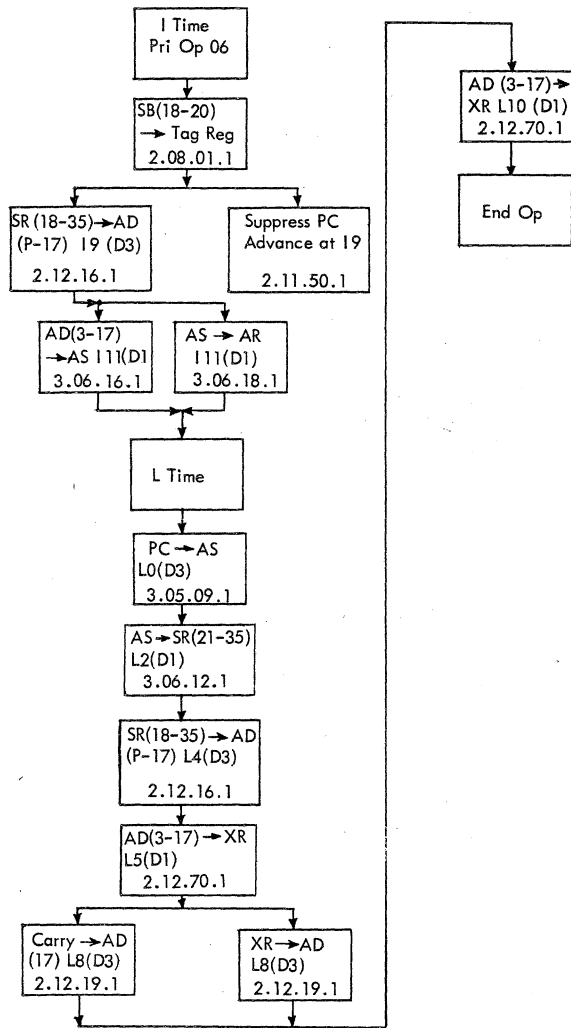 I Time
Pri Op 06
SB(18-20)
→ Tag Reg
2.08.01.1
SR(18-35)→AD
(P-17) I9 (D3)
2.12.16.1
Suppress PC
Advance at I9
2.11.50.1
AD(3-17)
→AS I11(D1
3.06.16.1
AS → AR
I11(D1)
3.06.18.1
L Time
PC → AS
L0(D3)
3.05.09.1
AS→SR(21-35)
L2(D1)
3.06.12.1
SR(18-35)→AD
(P-17) L4(D3)
2.12.16.1
AD(3-17)→XR
L5(D1)
2.12.70.1
Carry →AD
(17) L8(D3)
2.12.19.1
XR→AD
L8(D3)
2.12.19.1
AD (3-17)→
XR L10 (D1)
2.12.70.1
End Op